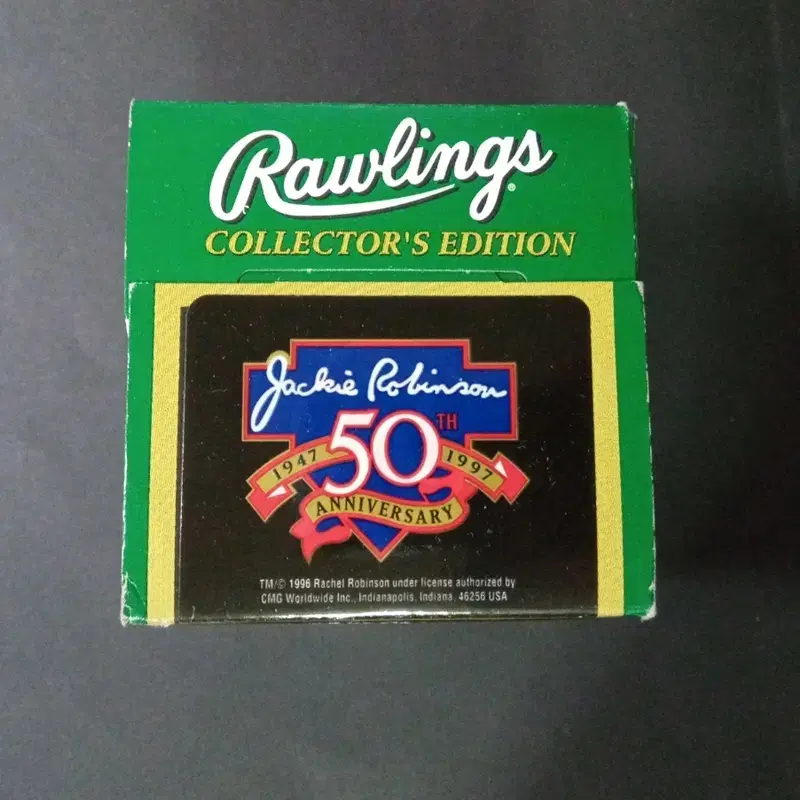 Rawlings®
COLLECTOR'S EDITION
Jackie Robinson
50TH
1947 1997
ANNIVERSARY
TM/© 1996 Rachel Robinson under license authorized by
CMG Worldwide Inc., Indianapolis, Indiana, 46256 USA